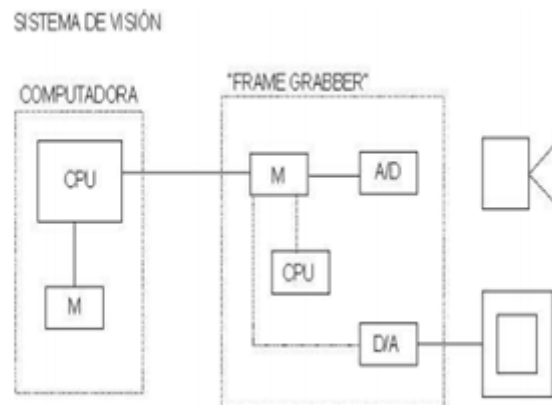 SISTEMA DE VISIÓN
COMPUTADORA
"FRAME GRABBER"
CPU
M
A/D
CPU
M
D/A